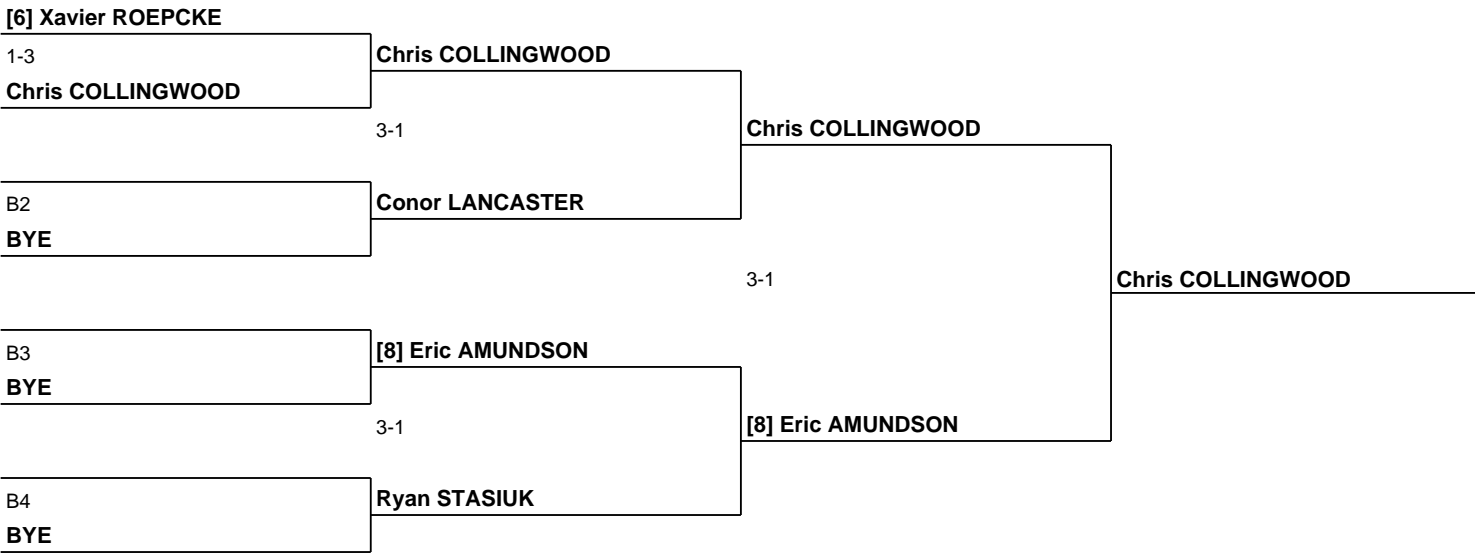 [6] Xavier ROEPCKE
1-3
Chris COLLINGWOOD
Chris COLLINGWOOD
3-1
Chris COLLINGWOOD
B2
Conor LANCASTER
BYE
3-1
Chris COLLINGWOOD
B3
[8] Eric AMUNDSON
BYE
3-1
[8] Eric AMUNDSON
B4
Ryan STASIUK
BYE